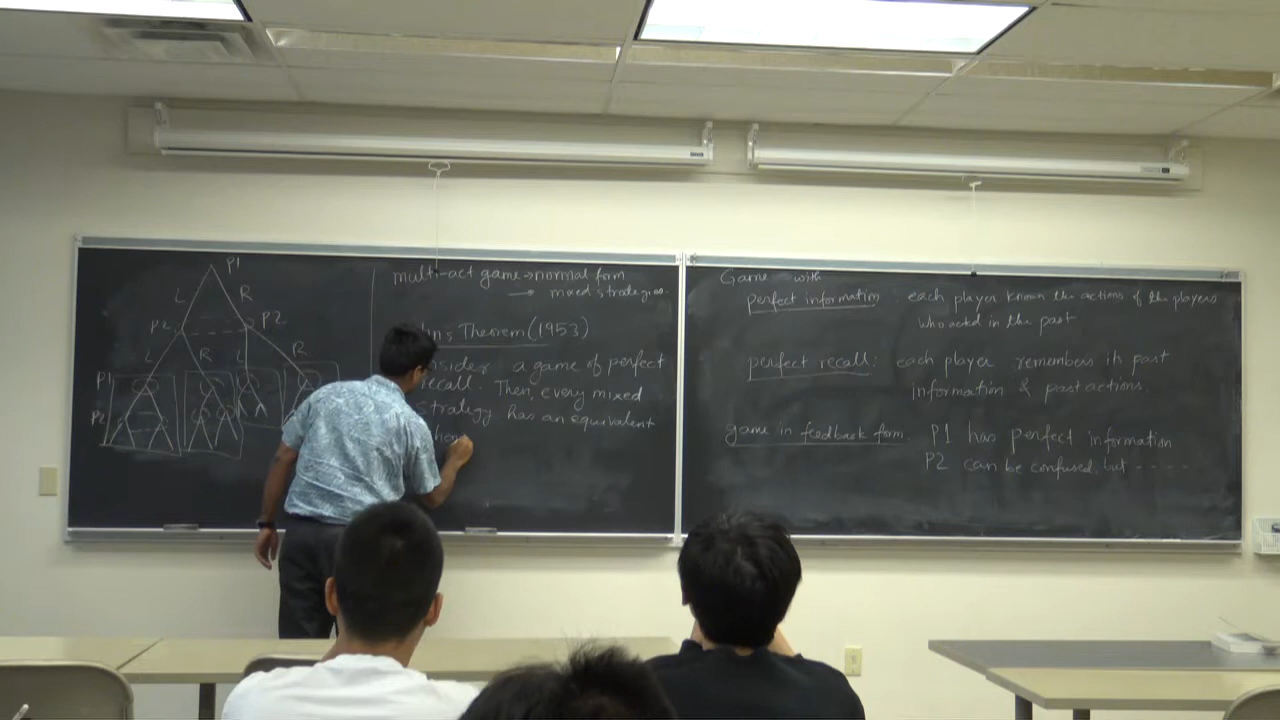 P1
L R
P2 P2
L R L R
P1
P2
multi-act game → normal form
→ mixed strategies
Theorem (1953)
a game of perfect
recall. Then, every mixed
strategy has an equivalent
Game with
perfect information each player knows the actions of the players
who acted in the past
perfect recall: each player remembers its past
information & past actions.
game in feedback form P1 has perfect information
P2 can be confused, but - - - - -